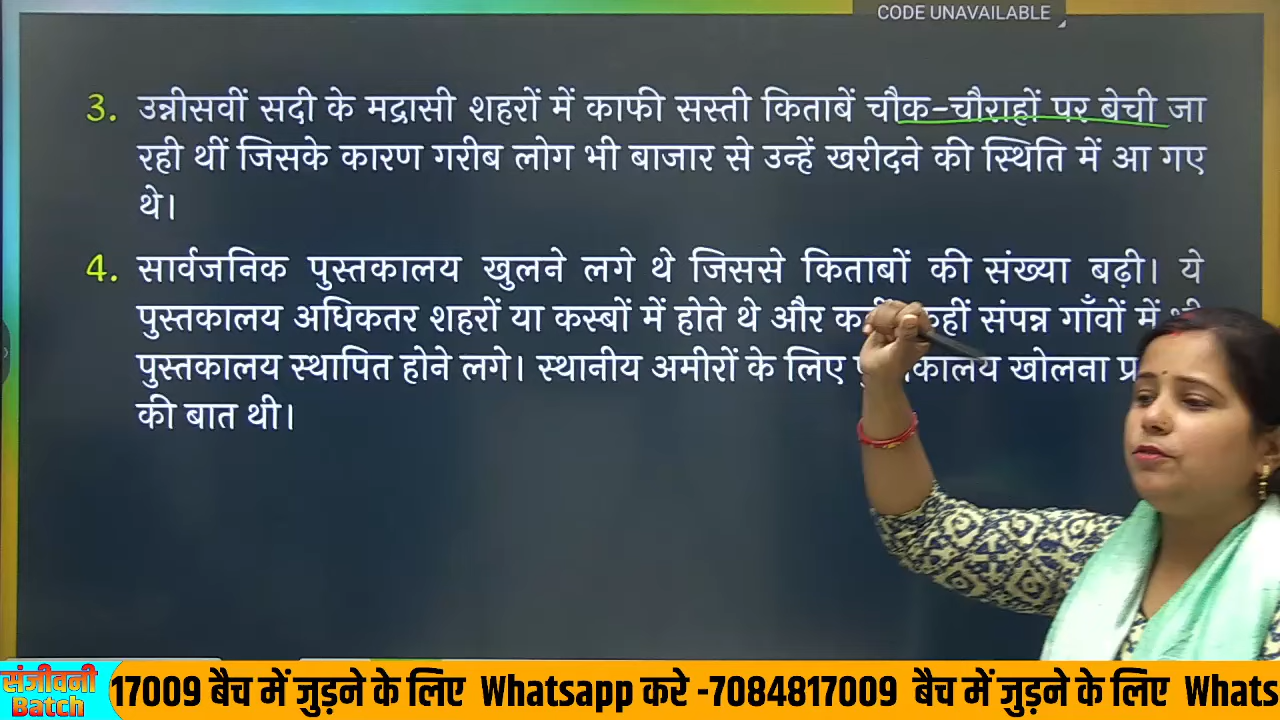 CODE UNAVAILABLE
3. उन्नीसवीं सदी के मद्रासी शहरों में काफी सस्ती किताबें चौक-चौराहों पर बेची जा
रही थीं जिसके कारण गरीब लोग भी बाजार से उन्हें खरीदने की स्थिति में आ गए
थे।
4. सार्वजनिक पुस्तकालय खुलने लगे थे जिससे किताबों की संख्या बढ़ी। ये
पुस्तकालय अधिकतर शहरों या कस्बों में होते थे और संपन्न गाँवों में
पुस्तकालय स्थापित होने लगे। स्थानीय अमीरों के लिए खोलना
की बात थी।
संजीवनी
Batch
17009 बैच में जुड़ने के लिए Whatsapp करे -7084817009 बैच में जुड़ने के लिए Whats